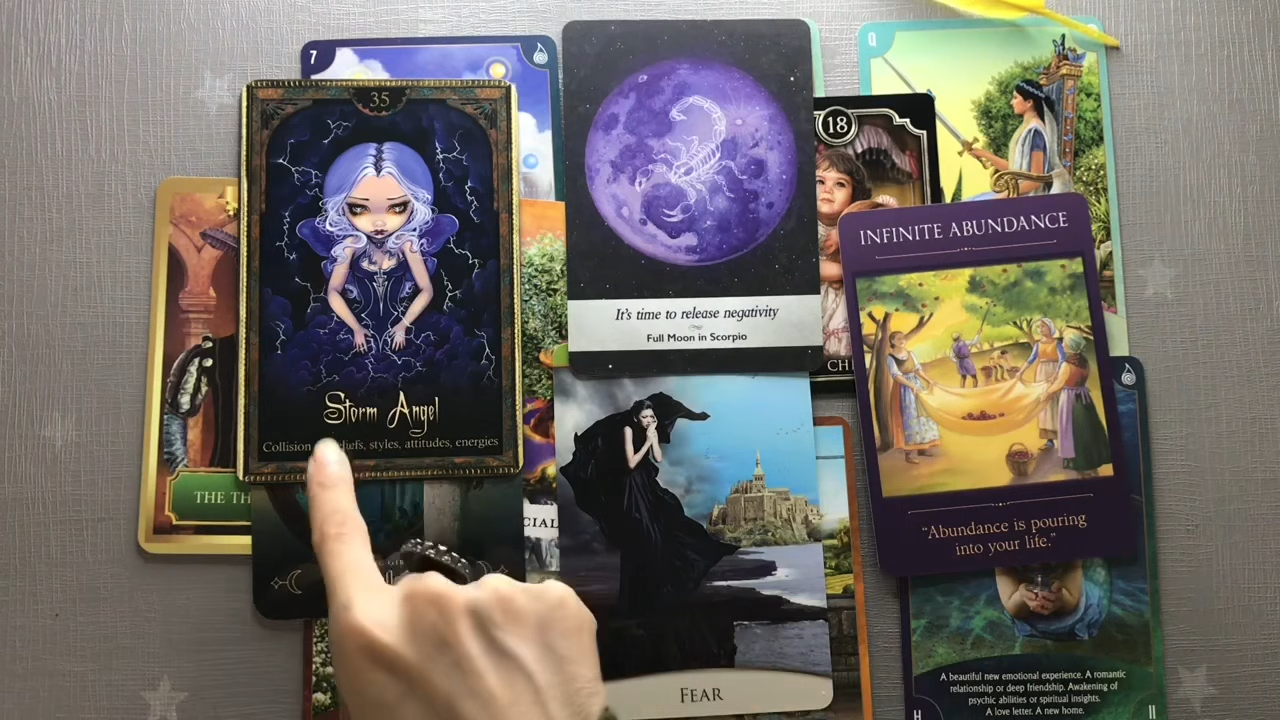 7
35
Storm Angel
Collision styles, attitudes, energies
THE
It's time to release negativity
Full Moon in Scorpio
18
Q
INFINITE ABUNDANCE
"Abundance is pouring
into your life."
FEAR
A beautiful new emotional experience. A romantic
relationship or deep friendship. Awakening of
psychic abilities or spiritual insights.
A love letter. A new home.